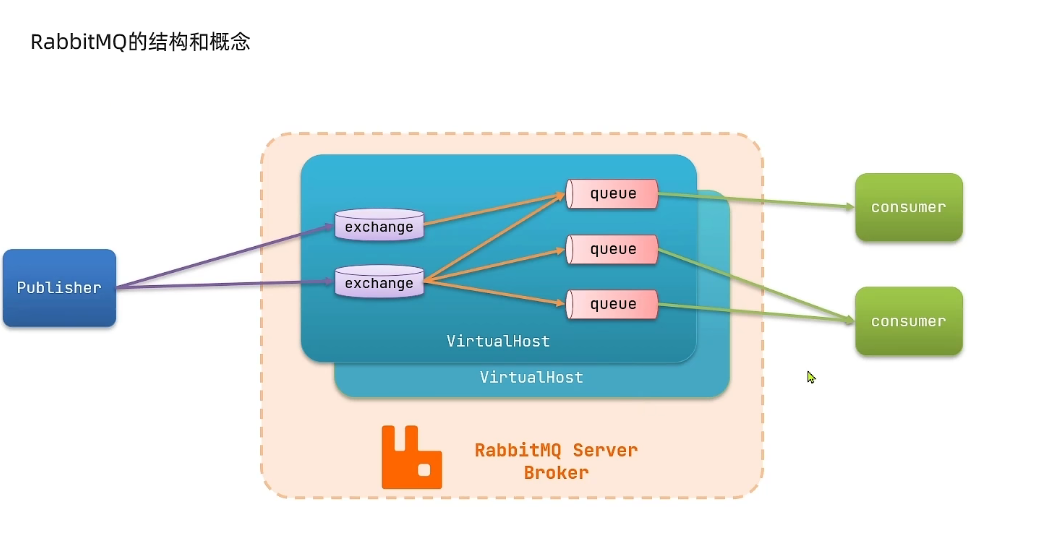 RabbitMQ的结构和概念
Publisher
exchange
exchange
queue
queue
queue
VirtualHost
VirtualHost
consumer
consumer
RabbitMQ Server
Broker